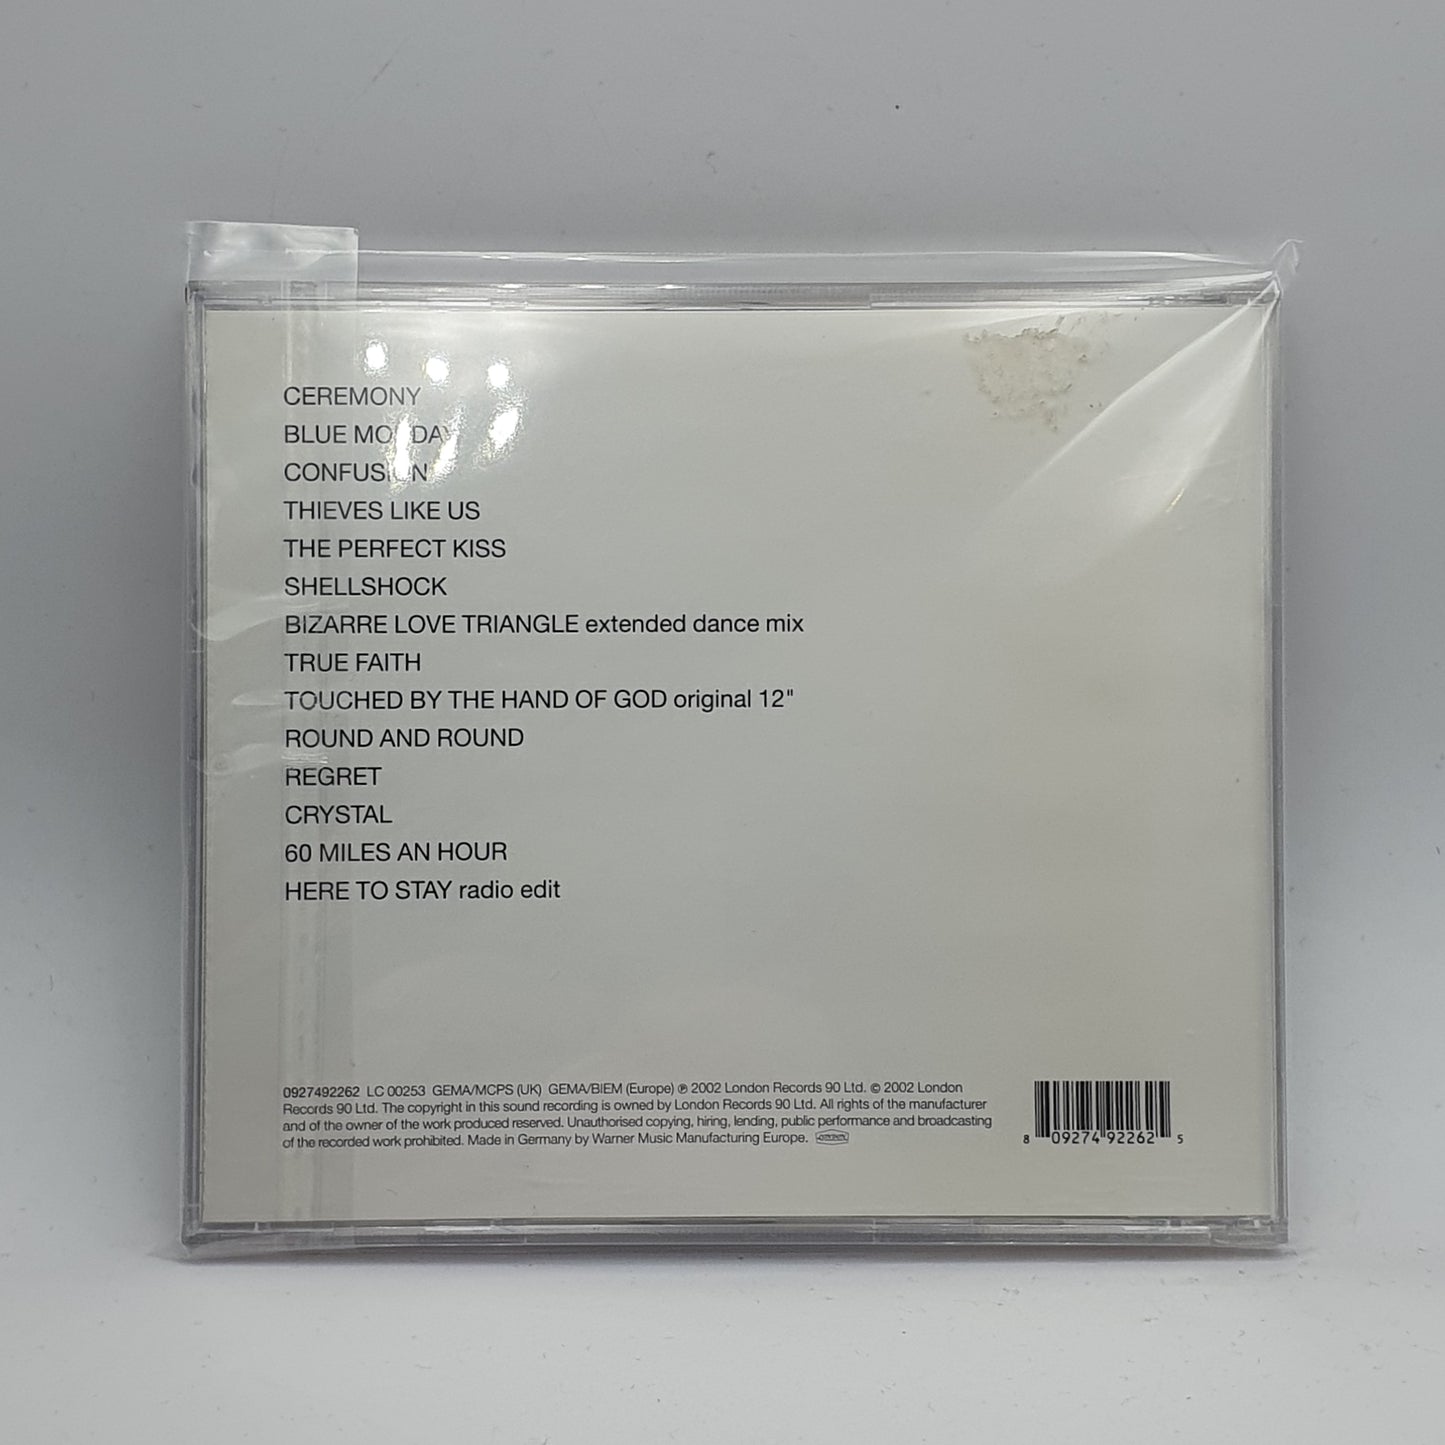 CEREMONY
BLUE MONDAY
CONFUSION
THIEVES LIKE US
THE PERFECT KISS
SHELLSHOCK
BIZARRE LOVE TRIANGLE extended dance mix
TRUE FAITH
TOUCHED BY THE HAND OF GOD original 12"
ROUND AND ROUND
REGRET
CRYSTAL
60 MILES AN HOUR
HERE TO STAY radio edit
0927492262 LC 00253 GEMA/MCPS (UK) GEMA/BIEM (Europe) ℗ 2002 London Records 90 Ltd. © 2002 London
Records 90 Ltd. The copyright in this sound recording is owned by London Records 90 Ltd. All rights of the manufacturer
and of the owner of the work produced reserved. Unauthorised copying, hiring, lending, public performance and broadcasting
of the recorded work prohibited. Made in Germany by Warner Music Manufacturing Europe.
8 09274 92262 5